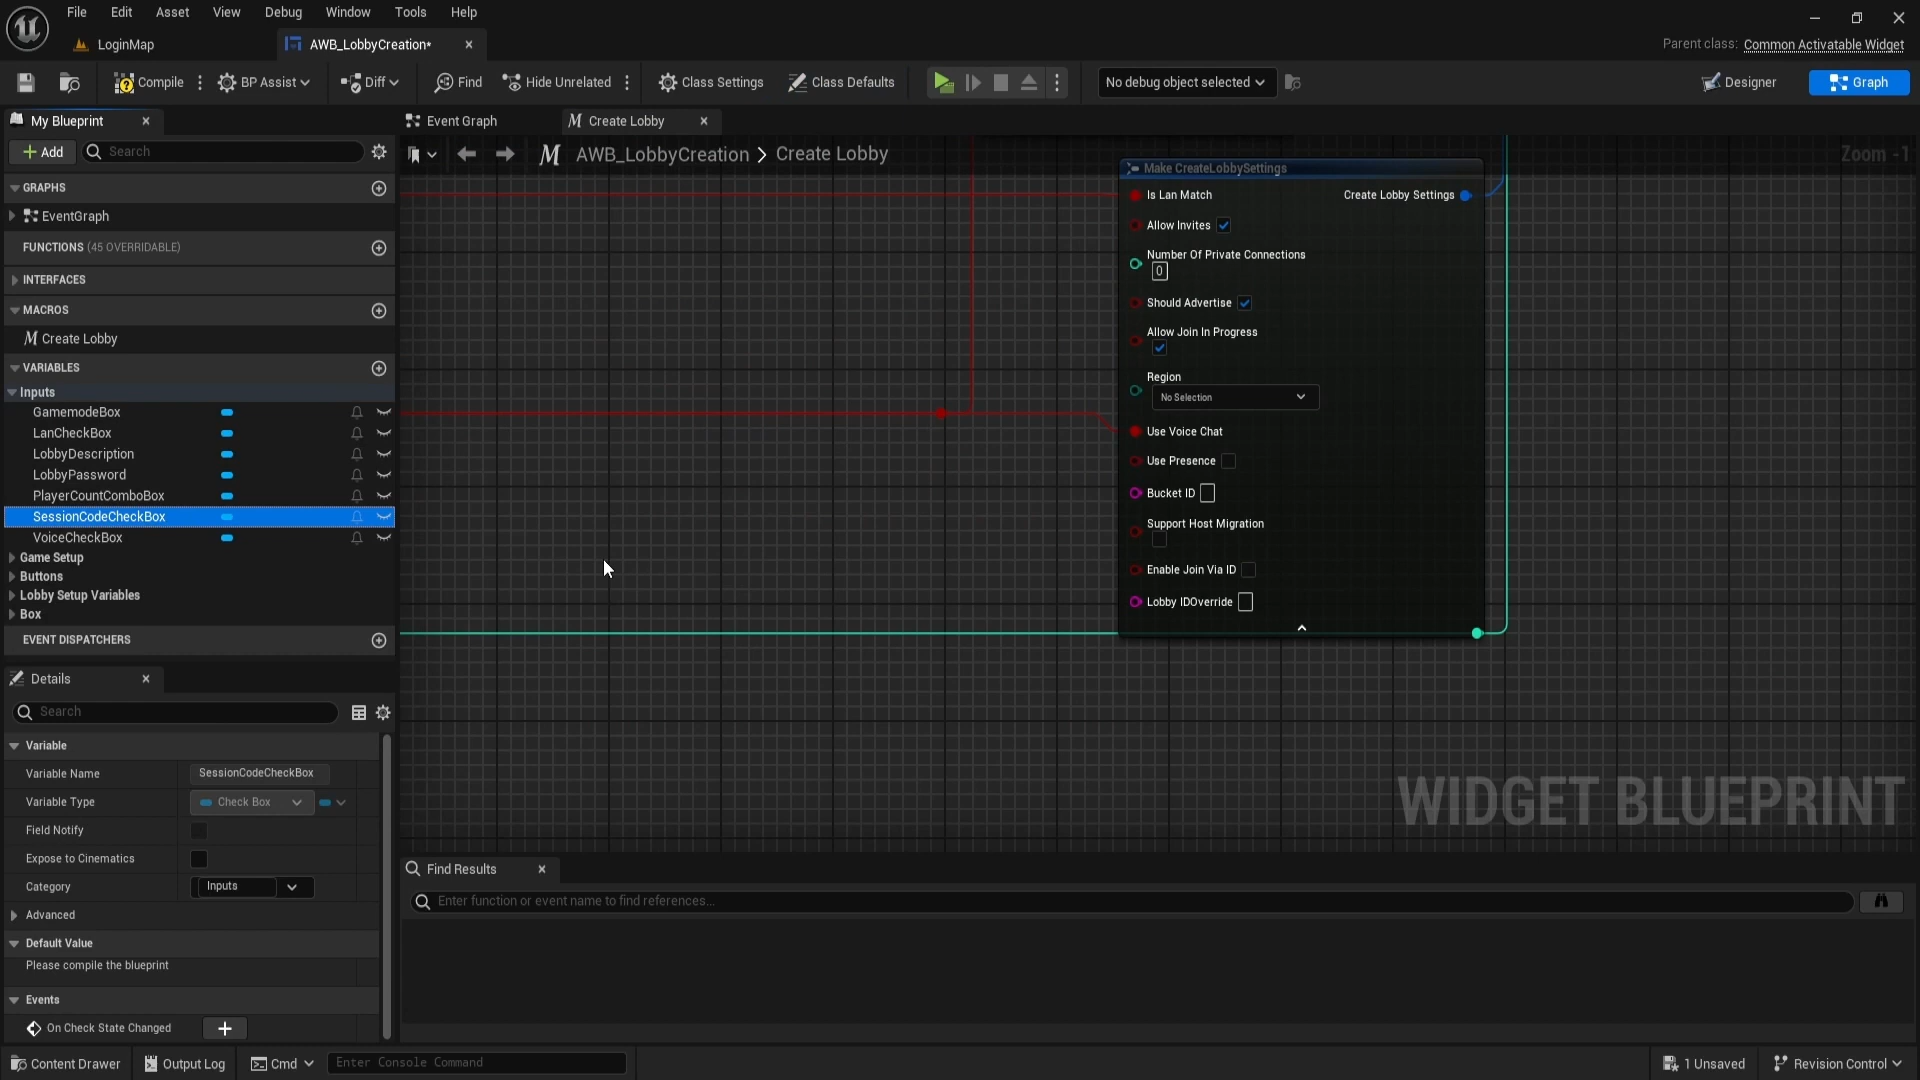 File Edit Asset View Debug Window Tools Help
LoginMap
AWB_LobbyCreation*
Parent class: Common Activatable Widget
Compile
BP Assist
Diff
Find
Hide Unrelated
Class Settings
Class Defaults
No debug object selected
Designer
Graph
My Blueprint
Event Graph
Create Lobby
Add
Search
AWB_LobbyCreation > Create Lobby
Zoom -1
GRAPHS
EventGraph
FUNCTIONS (45 OVERRIDABLE)
INTERFACES
MACROS
Create Lobby
VARIABLES
Inputs
GamemodeBox
LanCheckBox
LobbyDescription
LobbyPassword
PlayerCountComboBox
SessionCodeCheckBox
VoiceCheckBox
Game Setup
Buttons
Lobby Setup Variables
Box
EVENT DISPATCHERS
Make CreateLobbySettings
Is Lan Match
Create Lobby Settings
Allow Invites
Number Of Private Connections
0
Should Advertise
Allow Join In Progress
Region
No Selection
Use Voice Chat
Use Presence
Bucket ID
Support Host Migration
Enable Join Via ID
Lobby IDOverride
WIDGET BLUEPRINT
Details
Search
Variable
Variable Name SessionCodeCheckBox
Variable Type Check Box
Field Notify
Expose to Cinematics
Category Inputs
Advanced
Default Value
Please compile the blueprint
Events
On Check State Changed
Find Results
Enter function or event name to find references...
Content Drawer
Output Log
Cmd
Enter Console Command
1 Unsaved
Revision Control